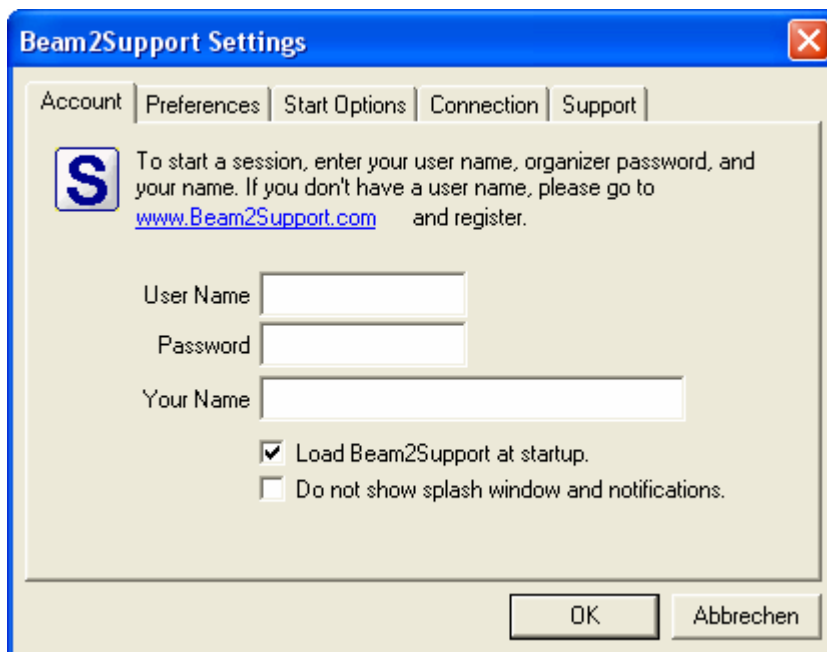 Beam2Support Settings
Account Preferences Start Options Connection Support
S
To start a session, enter your user name, organizer password, and
your name. If you don't have a user name, please go to
www.Beam2Support.com and register.
User Name
Password
Your Name
Load Beam2Support at startup.
Do not show splash window and notifications.
OK Abbrechen